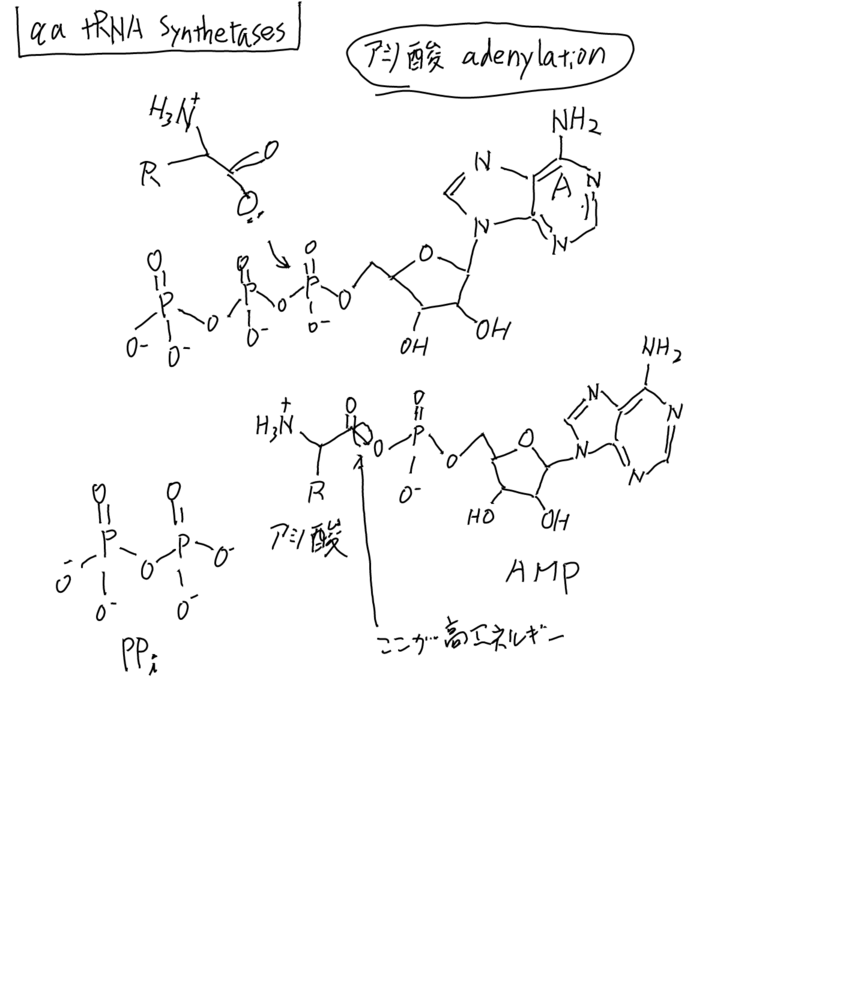 aa tRNA Synthetases
アミノ酸 adenylation
H₃N⁺
R
O
O
NH₂
N
N
A
N
N
O
O
O
O
P
O
P
O
P
O
O⁻
O⁻
O⁻
O⁻
OH
OH
H₃N⁺
O
O
R
アミノ酸
O
P
O
O⁻
O
HO
OH
N
N
NH₂
N
N
AMP
O
O
P
O
P
O⁻
O⁻
O⁻
O⁻
PPi
ここが高エネルギー